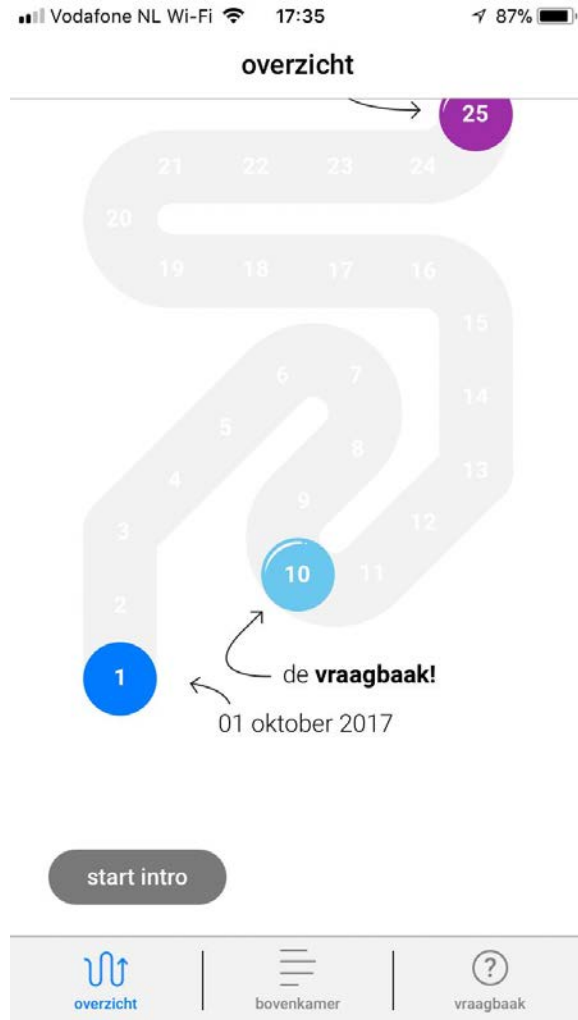 Vodafone NL Wi-Fi 17:35 87%
overzicht
25
21 22 23 24
20
19 18 17 16
15
6 7
14
5
8
4 13
9
3 12
10 11
2
1
de vraagbaak!
01 oktober 2017
start intro
overzicht bovenkamer vraagbaak